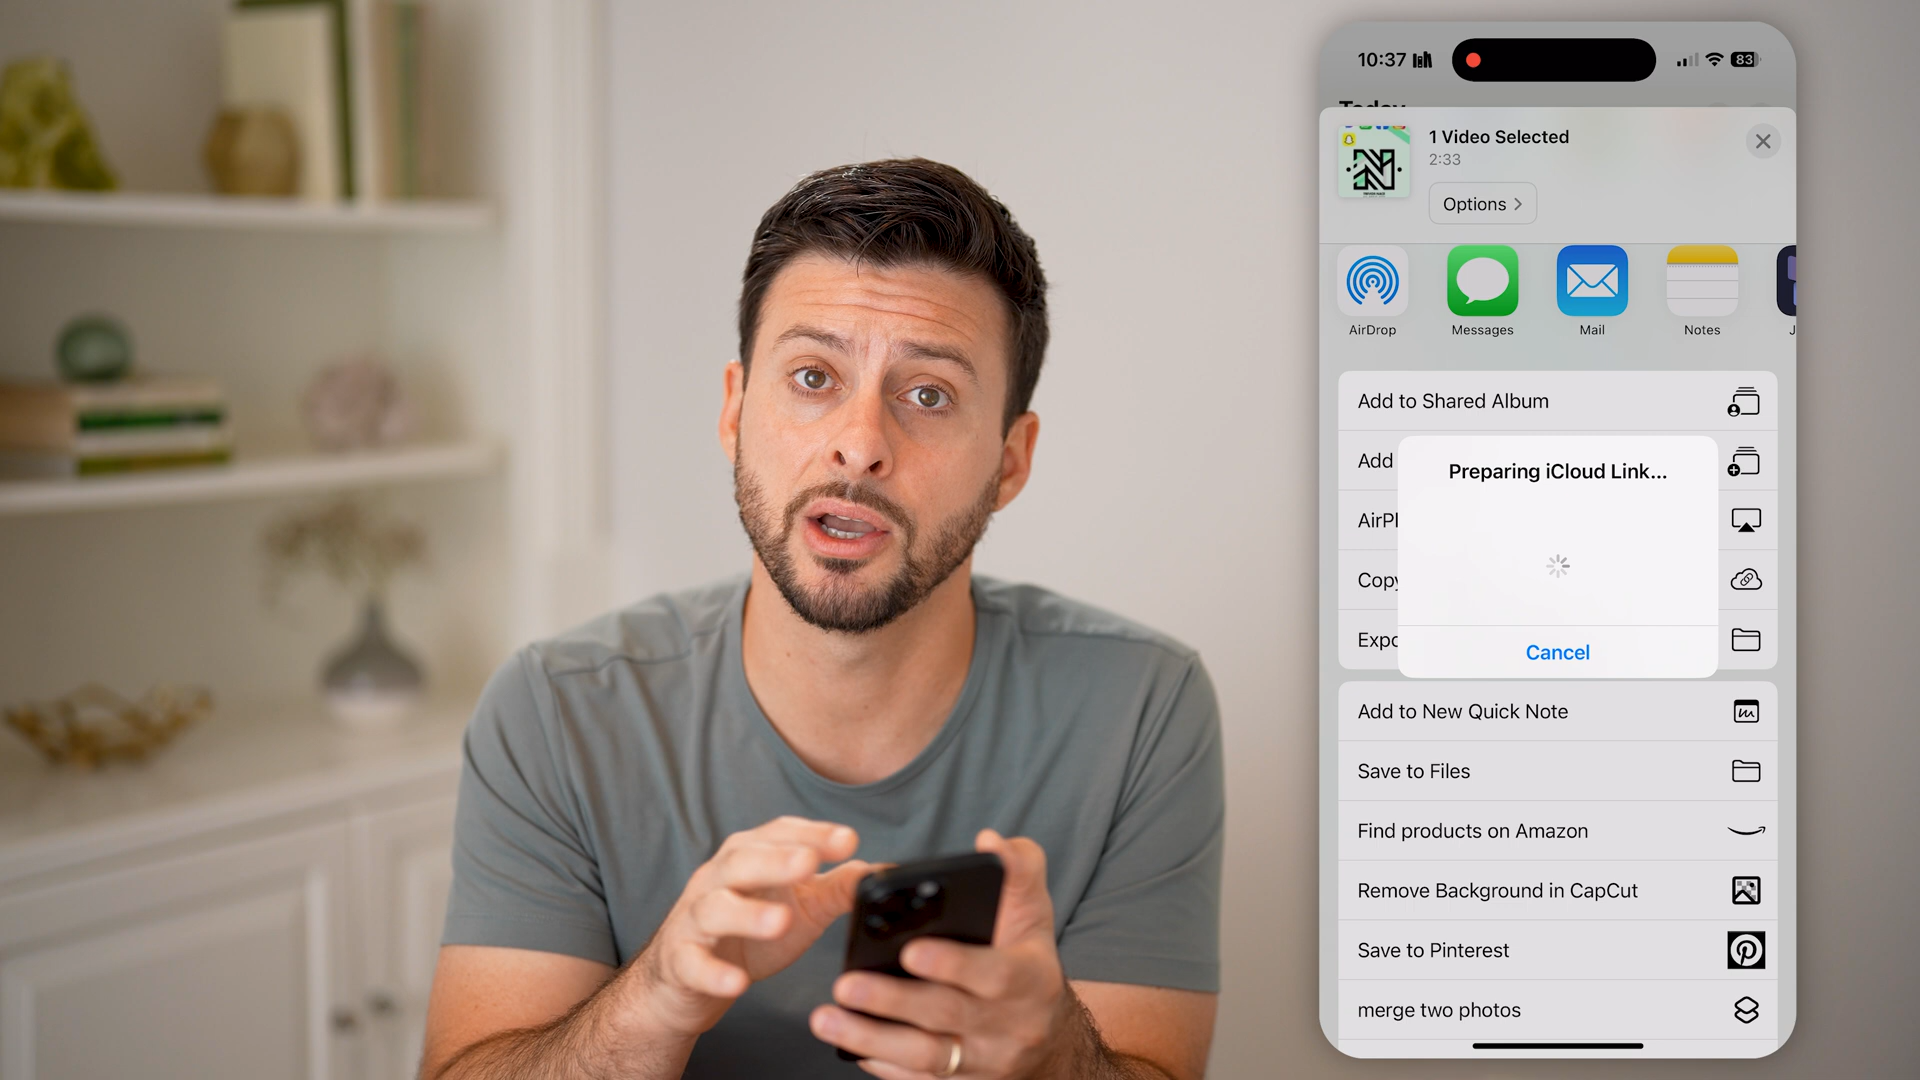 10:37
83
Today
1 Video Selected
2:33
Options
AirDrop
Messages
Mail
Notes
J
Add to Shared Album
Add
AirPl
Copy
Expo
Preparing iCloud Link...
Cancel
Add to New Quick Note
Save to Files
Find products on Amazon
Remove Background in CapCut
Save to Pinterest
merge two photos